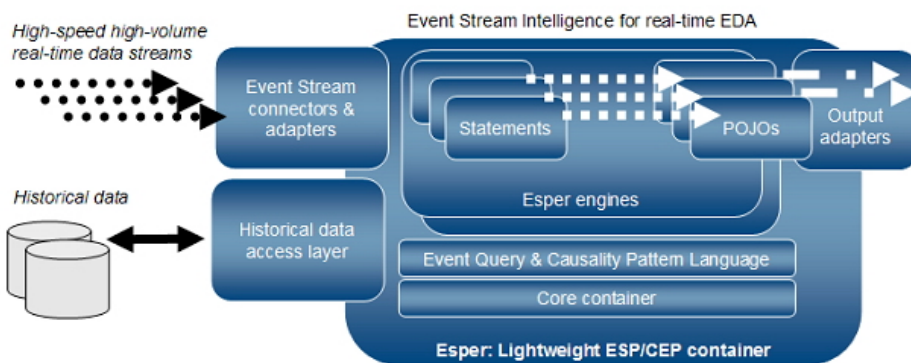 Event Stream Intelligence for real-time EDA
High-speed high-volume
real-time data streams
Event Stream
connectors &
adapters
Statements
POJOs
Output
adapters
Esper engines
Historical data
Historical data
access layer
Event Query & Causality Pattern Language
Core container
Esper: Lightweight ESP/CEP container